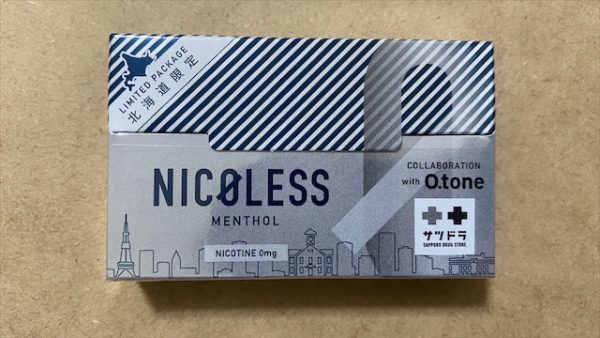 LIMITED PACKAGE
北海道限定
NICOLESS
MENTHOL
NICOTINE 0mg
COLLABORATION
with O.tone
サツドラ
SAPPORO DRUG STORE